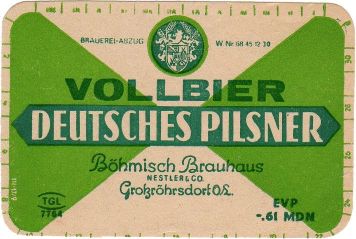 BRAUEREI-ABZUG
W Nr 68 45 12 30
VOLLBIER
DEUTSCHES PILSNER
Böhmisch Brauhaus
NESTLER & CO.
Großröhrsdorf O/L.
TGL
7764
EVP
-.61 MDN